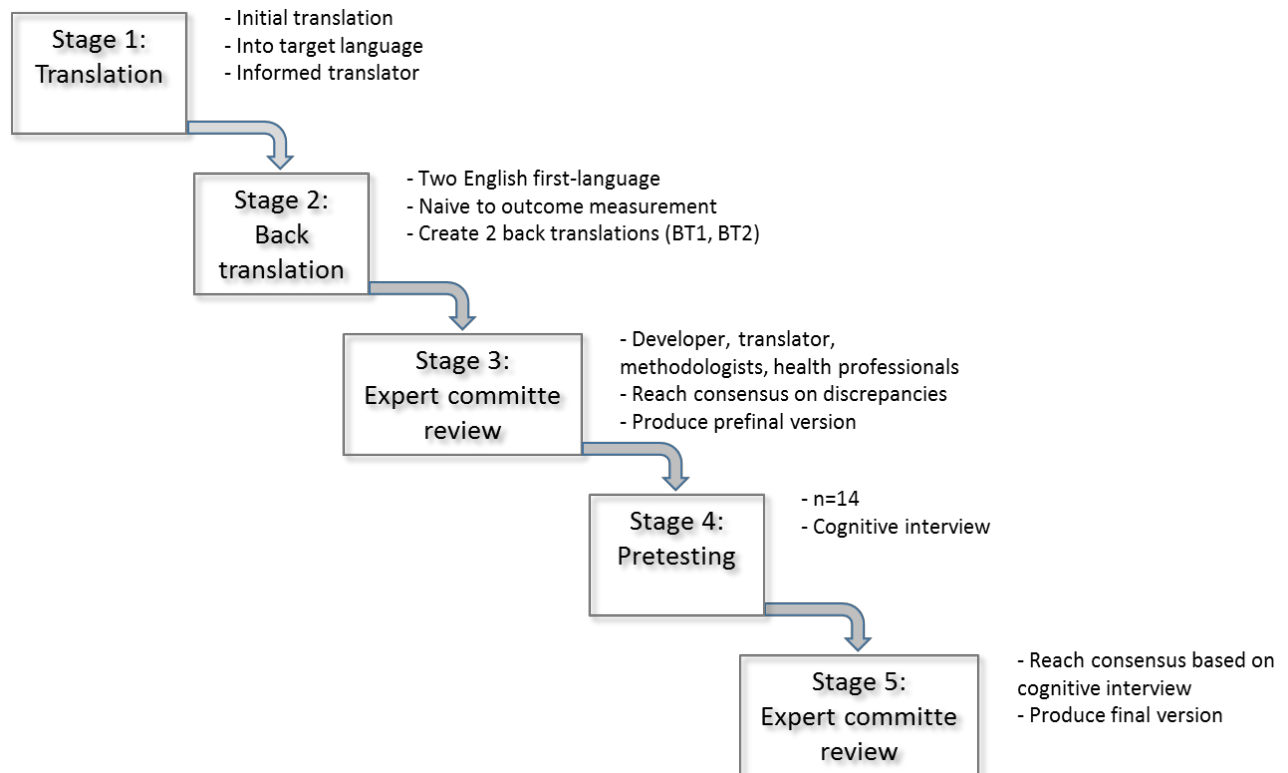 Stage 1:
Translation
- Initial translation
- Into target language
- Informed translator
Stage 2:
Back
translation
- Two English first-language
- Naive to outcome measurement
- Create 2 back translations (BT1, BT2)
Stage 3:
Expert committe
review
- Developer, translator,
methodologists, health professionals
- Reach consensus on discrepancies
- Produce prefinal version
Stage 4:
Pretesting
- n=14
- Cognitive interview
Stage 5:
Expert committe
review
- Reach consensus based on
cognitive interview
- Produce final version